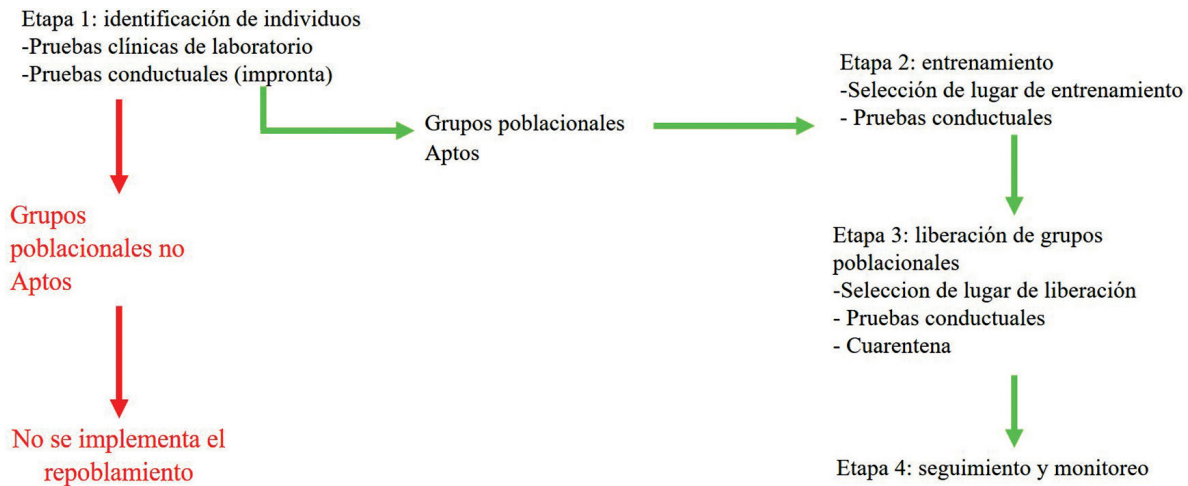 Etapa 1: identificación de individuos
-Pruebas clínicas de laboratorio
-Pruebas conductuales (impronta)
Grupos poblacionales
Aptos
Etapa 2: entrenamiento
-Selección de lugar de entrenamiento
- Pruebas conductuales
Grupos
poblacionales no
Aptos
Etapa 3: liberación de grupos
poblacionales
-Seleccion de lugar de liberación
- Pruebas conductuales
- Cuarentena
No se implementa el
repoblamiento
Etapa 4: seguimiento y monitoreo